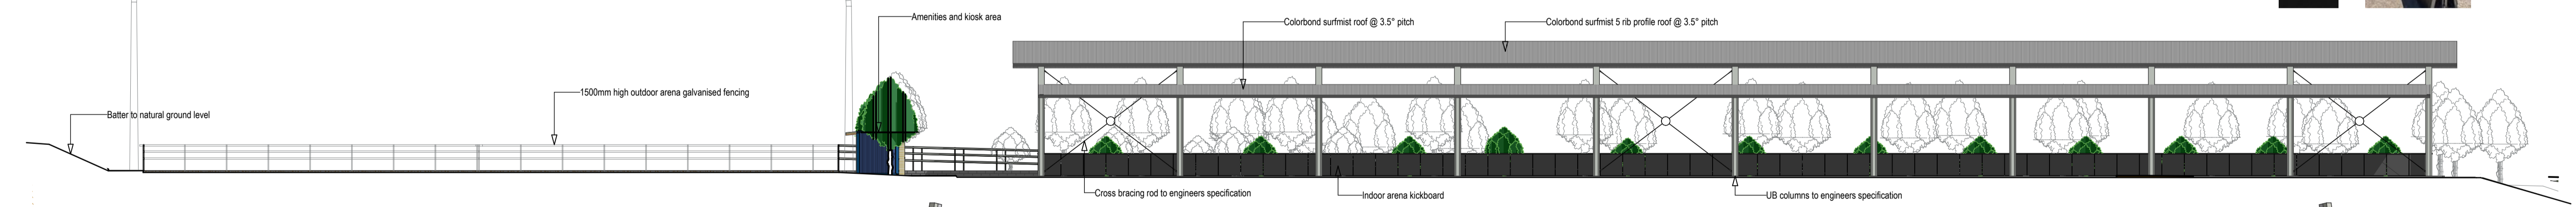 Amenities and kiosk area
Colorbond surfmist roof @ 3.5° pitch
Colorbond surfmist 5 rib profile roof @ 3.5° pitch
1500mm high outdoor arena galvanised fencing
Batter to natural ground level
Cross bracing rod to engineers specification
Indoor arena kickboard
UB columns to engineers specification